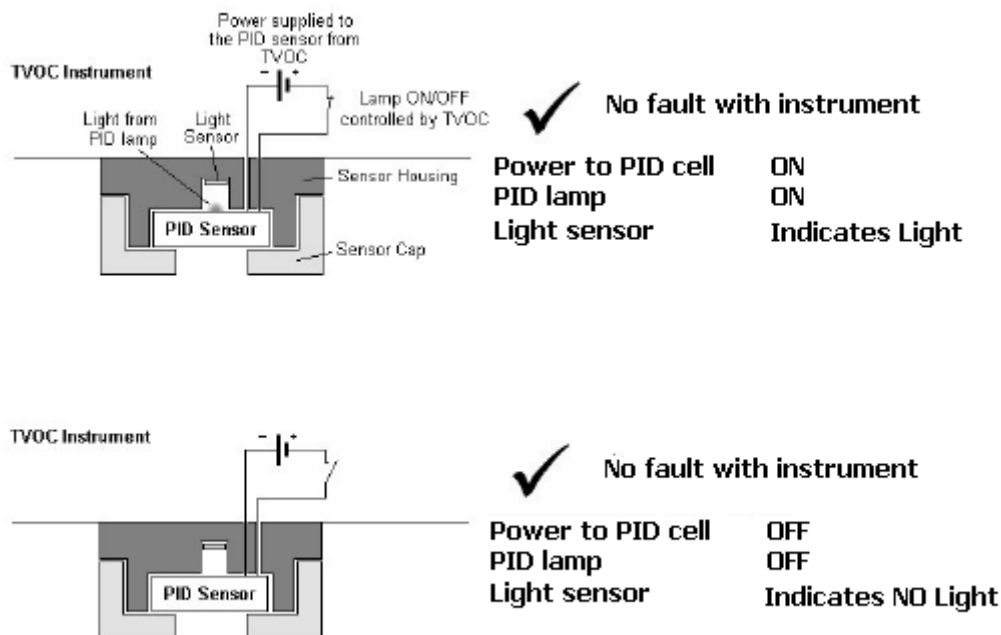 Power supplied to
the PID sensor from
TVOC
TVOC Instrument
- +
Light from
PID lamp
Light
Sensor
Lamp ON/OFF
controlled by TVOC
No fault with instrument
Sensor Housing
PID Sensor
Sensor Cap
Power to PID cell ON
PID lamp ON
Light sensor Indicates Light
TVOC Instrument
- +
No fault with instrument
PID Sensor
Power to PID cell OFF
PID lamp OFF
Light sensor Indicates NO Light